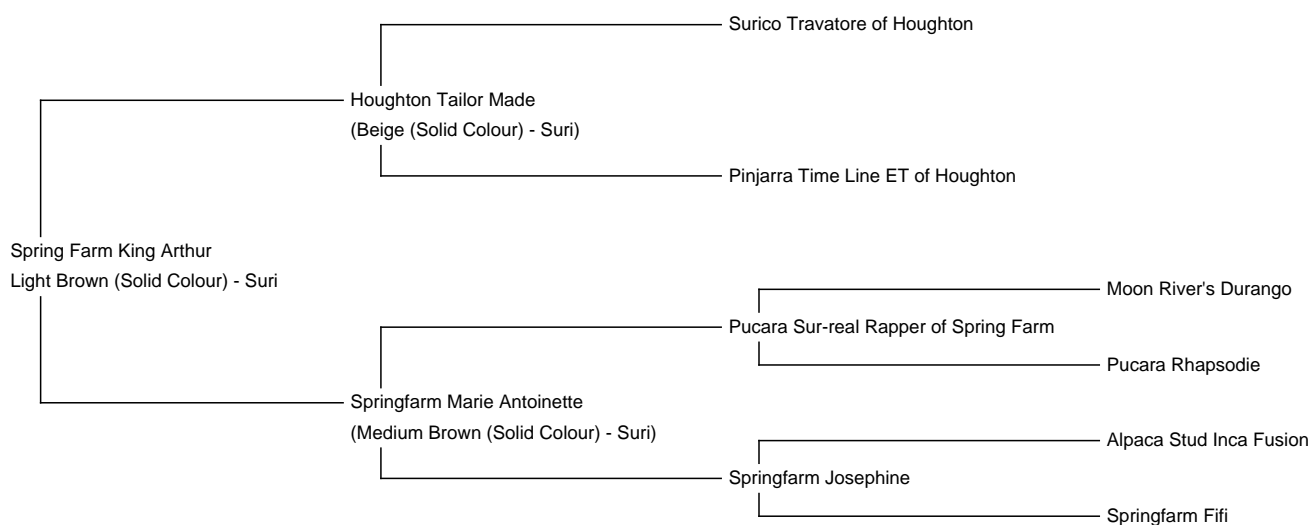 Surico Travatore of Houghton
Houghton Tailor Made
(Beige (Solid Colour) - Suri)
Pinjarra Time Line ET of Houghton
Spring Farm King Arthur
Light Brown (Solid Colour) - Suri
Moon River's Durango
Pucara Sur-real Rapper of Spring Farm
Pucara Rhapsodie
Springfarm Marie Antoinette
(Medium Brown (Solid Colour) - Suri)
Alpaca Stud Inca Fusion
Springfarm Josephine
Springfarm Fifi